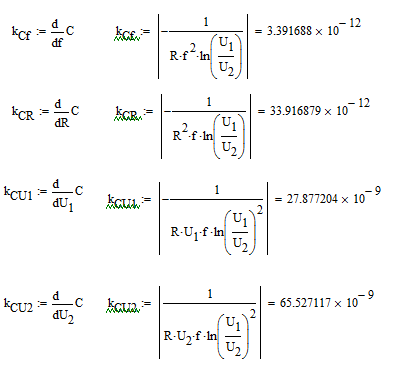 k_Cf := d/df C    k_Cf := |-1/(R·f^2·ln(U_1/U_2))| = 3.391688 × 10^-12
k_CR := d/dR C    k_CR := |-1/(R^2·f·ln(U_1/U_2))| = 33.916879 × 10^-12
k_CU1 := d/dU_1 C    k_CU1 := |-1/(R·U_1·f·ln(U_1/U_2)^2)| = 27.877204 × 10^-9
k_CU2 := d/dU_2 C    k_CU2 := |1/(R·U_2·f·ln(U_1/U_2)^2)| = 65.527117 × 10^-9